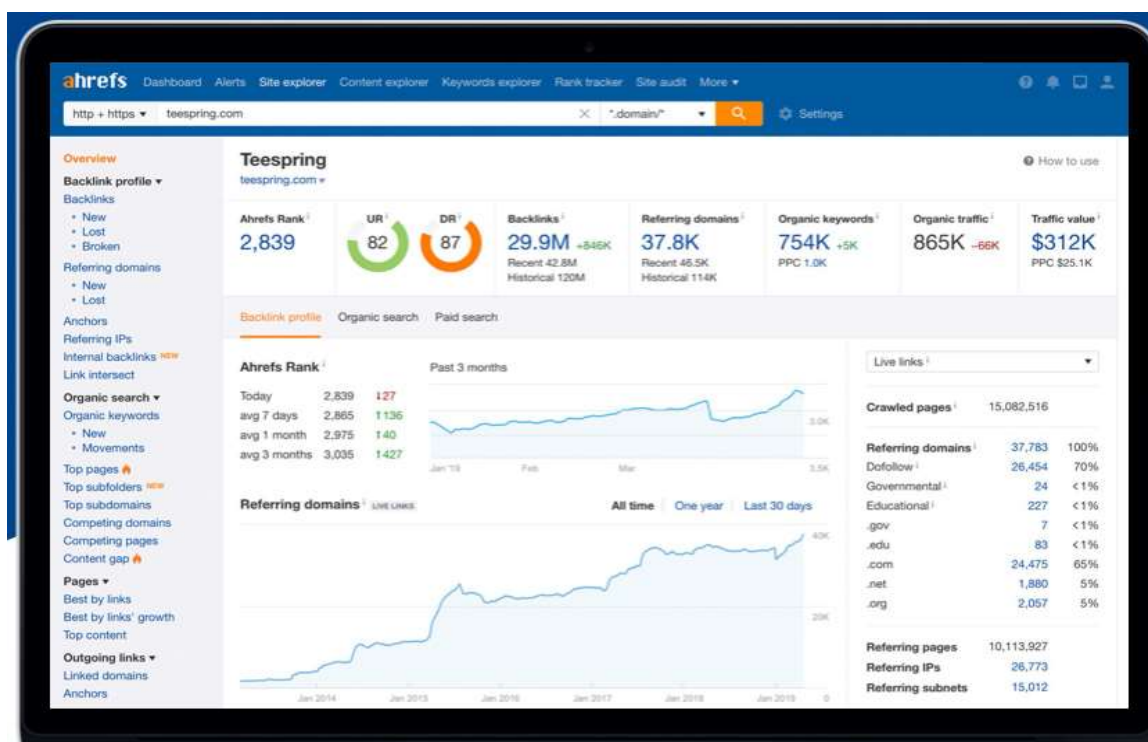 ahrefs Dashboard Alerts Site explorer Content explorer Keywords explorer Rank tracker Site audit More
http + https teespring.com *.domain/* Settings
Overview
Backlink profile
Backlinks
• New
• Lost
• Broken
Referring domains
• New
• Lost
Anchors
Referring IPs
Internal backlinks NEW
Link intersect
Organic search
Organic keywords
• New
• Movements
Top pages
Top subfolders NEW
Top subdomains
Competing domains
Competing pages
Content gap
Pages
Best by links
Best by links' growth
Top content
Outgoing links
Linked domains
Anchors
Teespring
How to use
teespring.com
Ahrefs Rank
2,839
UR
82
DR
87
Backlinks
29.9M +846K
Recent 42.8M
Historical 120M
Referring domains
37.8K
Recent 46.5K
Historical 114K
Organic keywords
754K +5K
PPC 1.0K
Organic traffic
865K -66K
Traffic value
$312K
PPC $25.1K
Backlink profile Organic search Paid search
Ahrefs Rank Past 3 months
Today 2,839 ↓27
avg 7 days 2,865 ↑136
avg 1 month 2,975 ↑40
avg 3 months 3,035 ↑427
3.0K
Jan '19 Feb Mar 3.5K
Referring domains LIVE LINKS All time One year Last 30 days
40K
20K
Jan 2014 Jan 2015 Jan 2016 Jan 2017 Jan 2018 Jan 2019 0
Live links
Crawled pages 15,082,516
Referring domains 37,783 100%
Dofollow 26,454 70%
Governmental 24 <1%
Educational 227 <1%
.gov 7 <1%
.edu 83 <1%
.com 24,475 65%
.net 1,880 5%
.org 2,057 5%
Referring pages 10,113,927
Referring IPs 26,773
Referring subnets 15,012